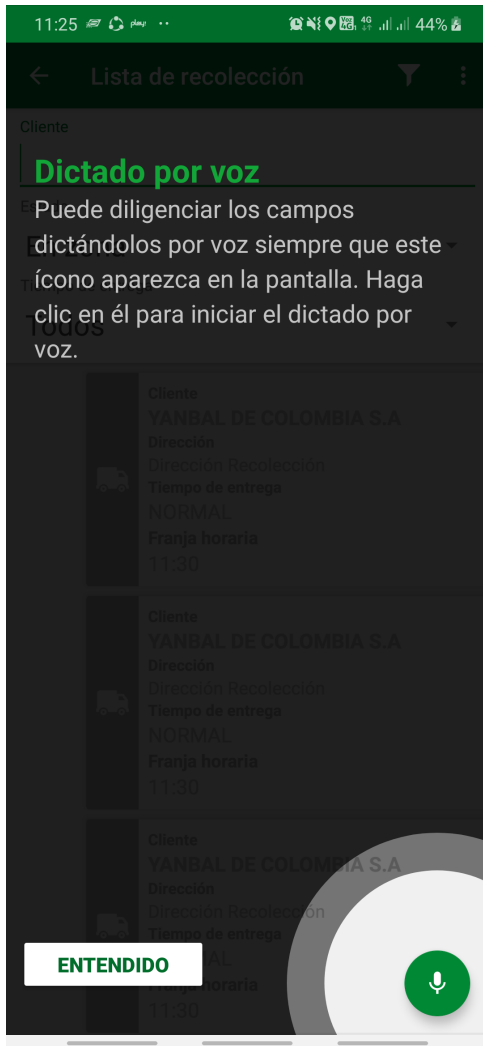 11:25 play! 4G 44%
Lista de recolección
Cliente
Dictado por voz
Puede diligenciar los campos
dictándolos por voz siempre que este
ícono aparezca en la pantalla. Haga
clic en él para iniciar el dictado por
voz.
En zona
Todos
Cliente
YANBAL DE COLOMBIA S.A
Dirección
Dirección Recolección
Tiempo de entrega
NORMAL
Franja horaria
11:30
Cliente
YANBAL DE COLOMBIA S.A
Dirección
Dirección Recolección
Tiempo de entrega
NORMAL
Franja horaria
11:30
Cliente
YANBAL DE COLOMBIA S.A
Dirección
Dirección Recolección
Tiempo de entrega
ENTENDIDO
Franja horaria
11:30